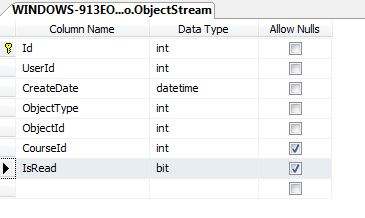 WINDOWS-913EO...o.ObjectStream
Column Name Data Type Allow Nulls
Id int
UserId int
CreateDate datetime
ObjectType int
ObjectId int
CourseId int
IsRead bit